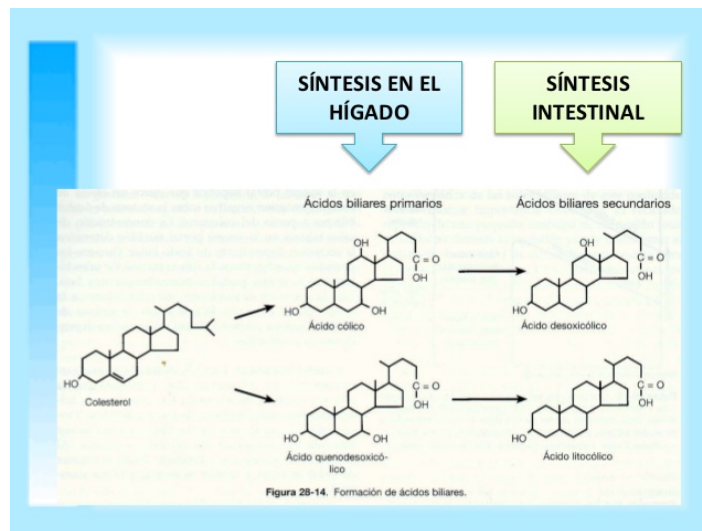 SÍNTESIS EN EL
HÍGADO
SÍNTESIS
INTESTINAL
Ácidos biliares primarios
Ácidos biliares secundarios
OH
C = O
OH
HO
OH
Ácido cólico
OH
C = O
OH
HO
Ácido desoxicólico
HO
Colesterol
C = O
OH
HO
OH
Ácido quenodesoxicó-
lico
C = O
OH
HO
Ácido litocólico
Figura 28-14. Formación de ácidos biliares.